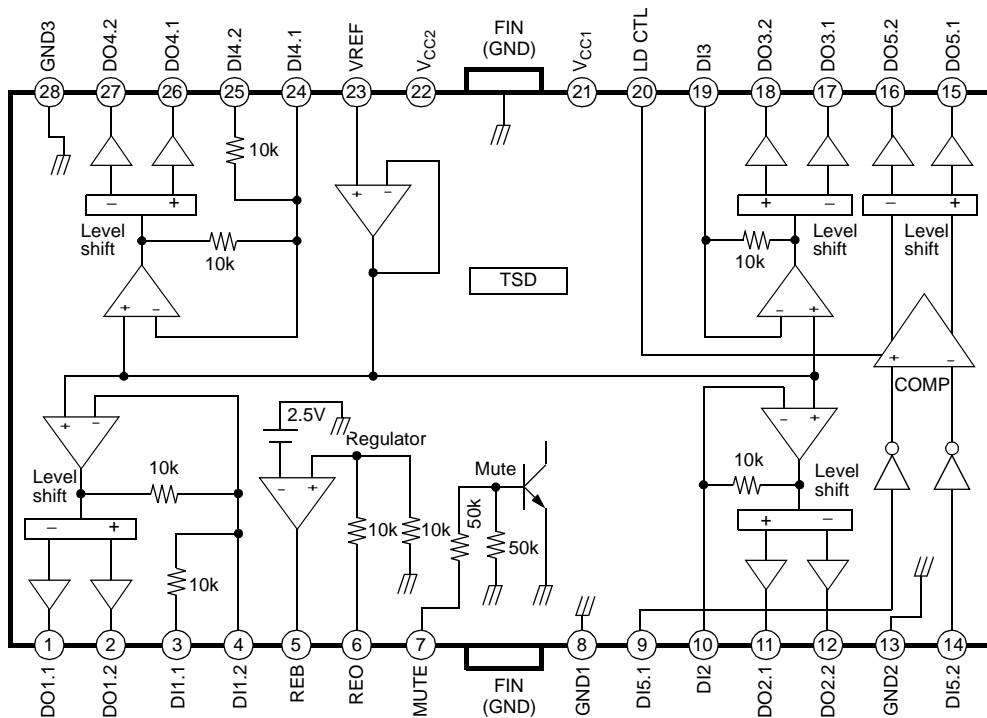 GND3
DO4.2
DO4.1
DI4.2
DI4.1
VREF
VCC2
FIN
(GND)
VCC1
LD CTL
DI3
DO3.2
DO3.1
DO5.2
DO5.1
28
27
26
25
24
23
22
21
20
19
18
17
16
15
10k
− +
Level
shift
10k
+ −
+ −
Level
shift
− +
Level
shift
+ −
10k
TSD
+ −
− +
+ −
COMP
+ −
Level
shift
10k
− +
10k
2.5V
Regulator
− +
10k
10k
Mute
50k
50k
− +
10k
Level
shift
+ −
1
2
3
4
5
6
7
8
9
10
11
12
13
14
DO1.1
DO1.2
DI1.1
DI1.2
REB
REO
MUTE
FIN
(GND)
GND1
DI5.1
DI2
DO2.1
DO2.2
GND2
DI5.2